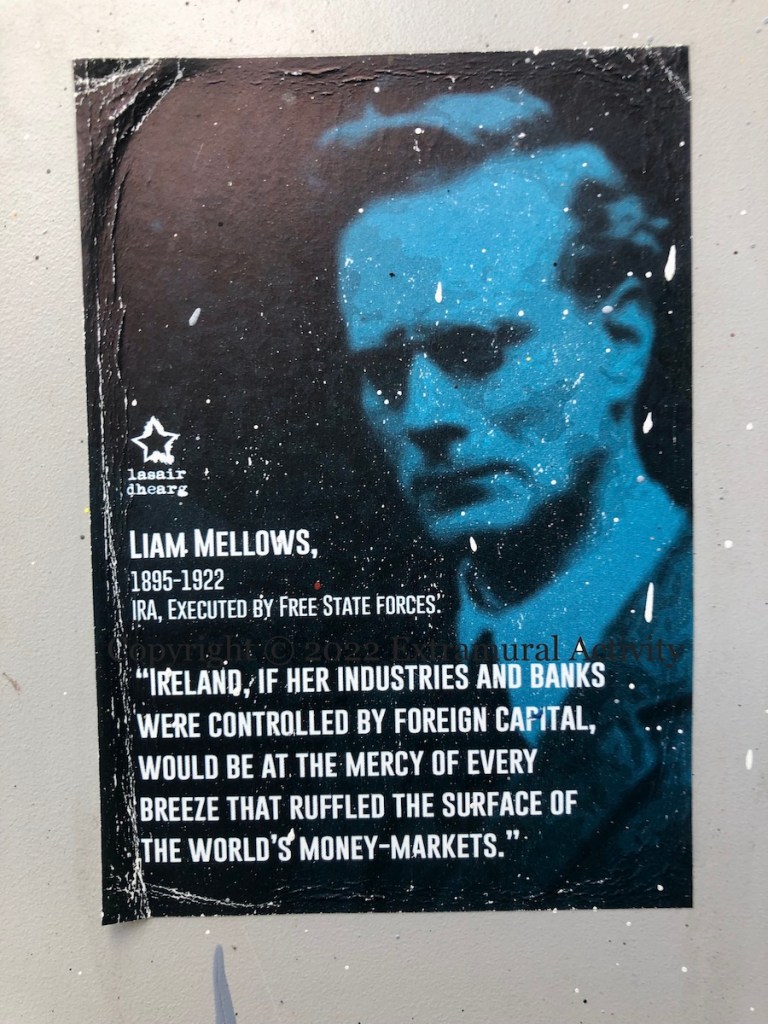 lasair
dhearg
LIAM MELLOWS,
1895-1922
IRA, EXECUTED BY FREE STATE FORCES.
Copyright © 2022 Extramural Activity
“IRELAND, IF HER INDUSTRIES AND BANKS
WERE CONTROLLED BY FOREIGN CAPITAL,
WOULD BE AT THE MERCY OF EVERY
BREEZE THAT RUFFLED THE SURFACE OF
THE WORLD’S MONEY-MARKETS.”